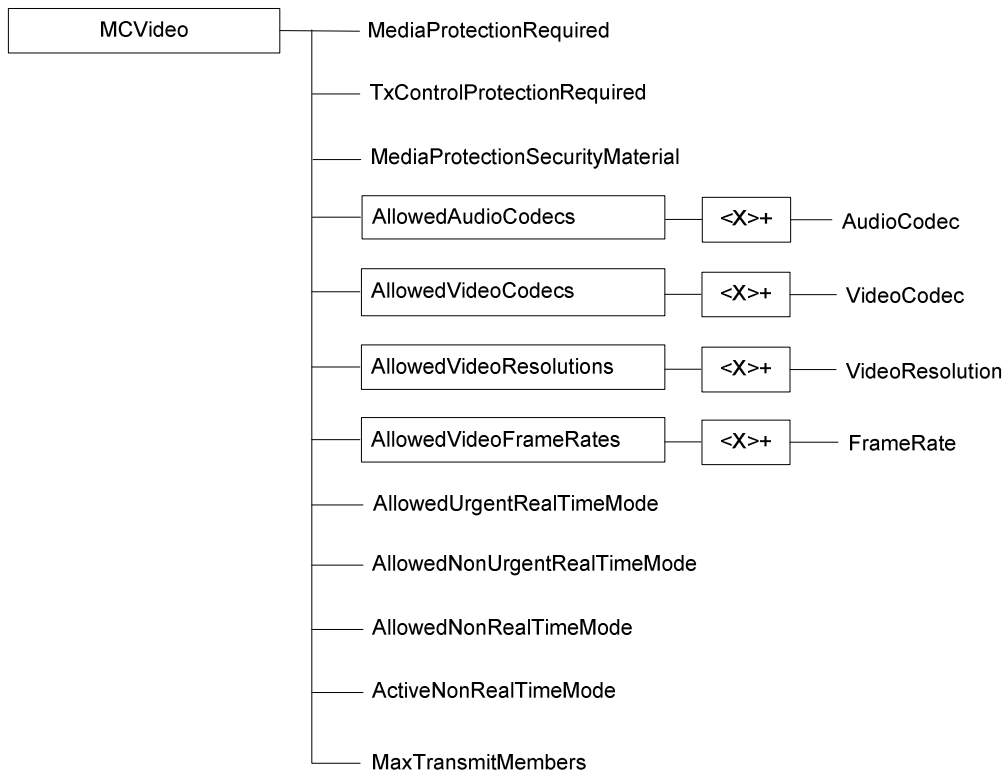 MCVideo
MediaProtectionRequired
TxControlProtectionRequired
MediaProtectionSecurityMaterial
AllowedAudioCodecs <X>+ AudioCodec
AllowedVideoCodecs <X>+ VideoCodec
AllowedVideoResolutions <X>+ VideoResolution
AllowedVideoFrameRates <X>+ FrameRate
AllowedUrgentRealTimeMode
AllowedNonUrgentRealTimeMode
AllowedNonRealTimeMode
ActiveNonRealTimeMode
MaxTransmitMembers